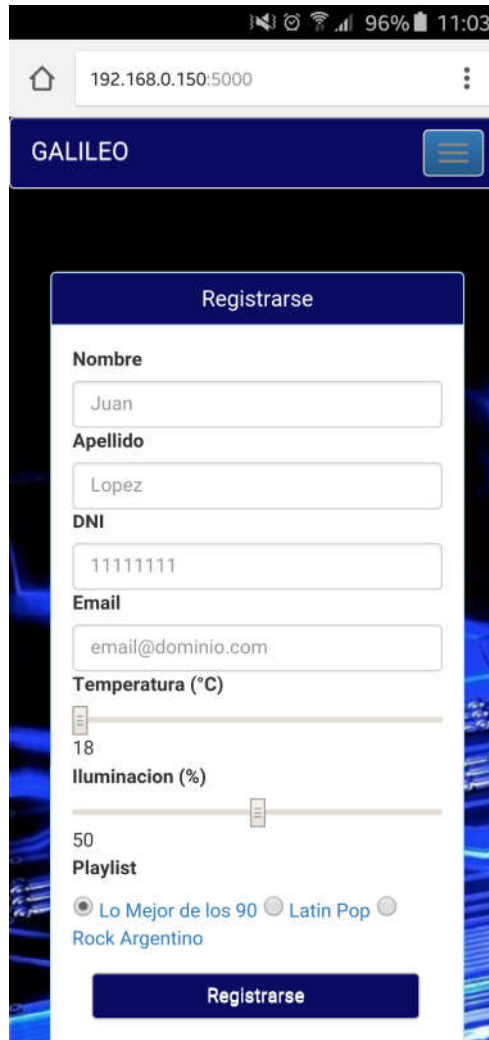 96% 11:03
192.168.0.150:5000
GALILEO
Registrarse
Nombre
Juan
Apellido
Lopez
DNI
11111111
Email
email@dominio.com
Temperatura (°C)
18
Iluminacion (%)
50
Playlist
Lo Mejor de los 90 Latin Pop
Rock Argentino
Registrarse